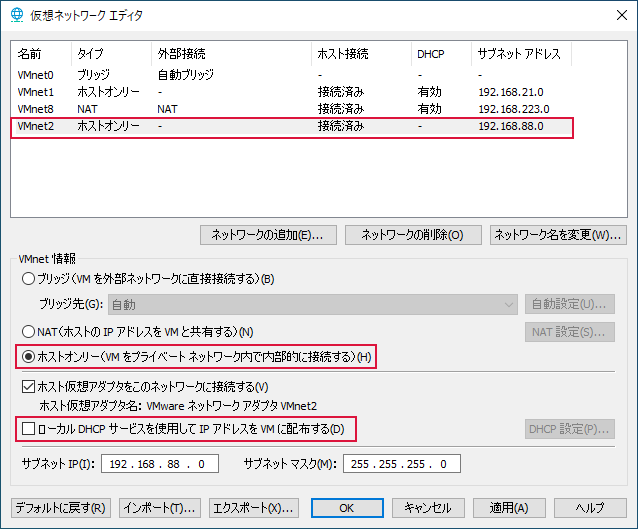 仮想ネットワーク エディタ
名前 タイプ 外部接続 ホスト接続 DHCP サブネット アドレス
VMnet0 ブリッジ 自動ブリッジ - - -
VMnet1 ホストオンリー - 接続済み 有効 192.168.21.0
VMnet8 NAT NAT 接続済み 有効 192.168.223.0
VMnet2 ホストオンリー - 接続済み - 192.168.88.0
ネットワークの追加(E)... ネットワークの削除(O) ネットワーク名を変更(W)...
VMnet 情報
ブリッジ(VM を外部ネットワークに直接接続する)(B)
ブリッジ先(G): 自動 自動設定(U)...
NAT(ホストの IP アドレスを VM と共有する)(N) NAT 設定(S)...
ホストオンリー(VM をプライベート ネットワーク内で内部的に接続する)(H)
ホスト仮想アダプタをこのネットワークに接続する(V)
ホスト仮想アダプタ名: VMware ネットワーク アダプタ VMnet2
ローカル DHCP サービスを使用して IP アドレスを VM に配布する(D) DHCP 設定(P)...
サブネット IP(I): 192 . 168 . 88 . 0 サブネット マスク(M): 255 . 255 . 255 . 0
デフォルトに戻す(R) インポート(T)... エクスポート(X)... OK キャンセル 適用(A) ヘルプ